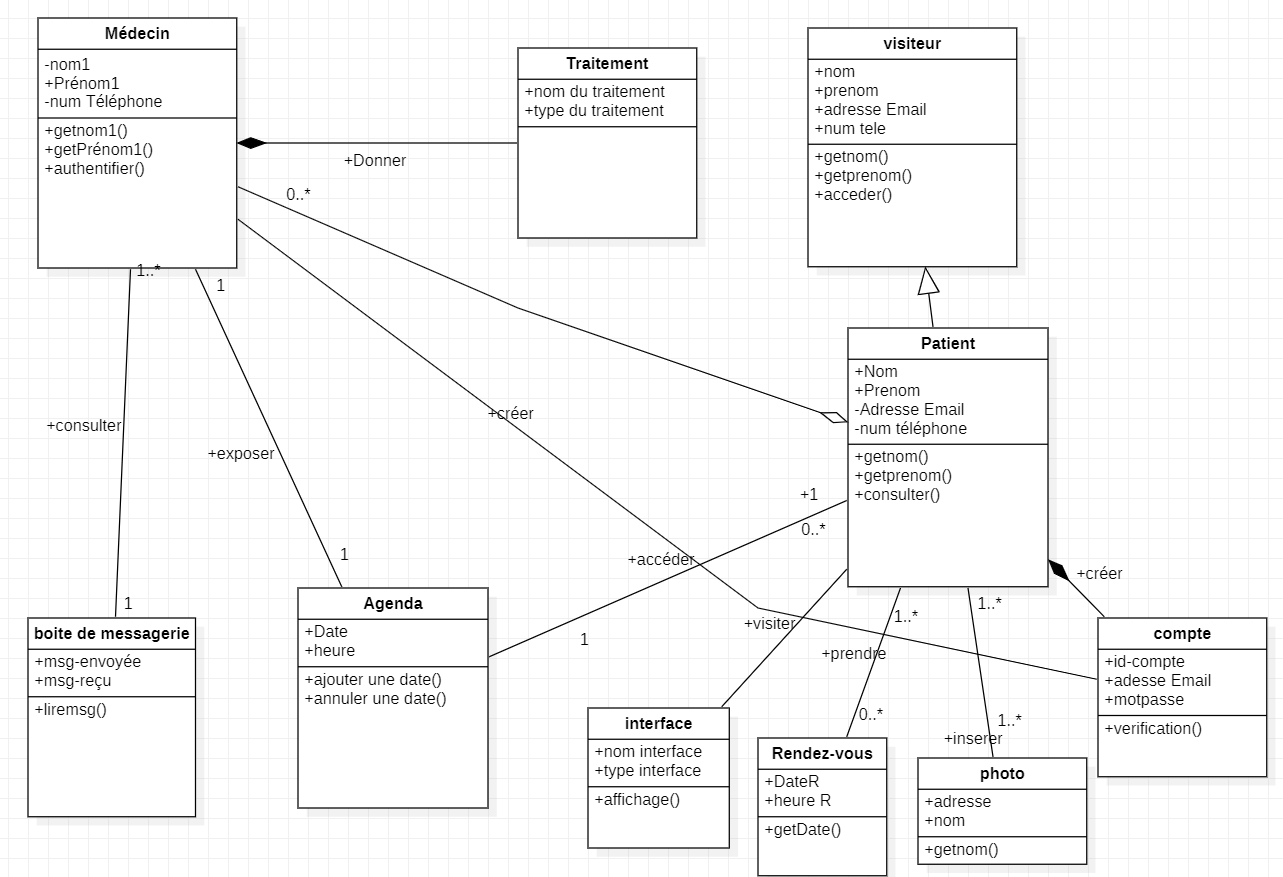 Médecin
-nom1
+Prénom1
-num Téléphone
+getnom1()
+getPrénom1()
+authentifier()
Traitement
+nom du traitement
+type du traitement
visiteur
+nom
+prenom
+adresse Email
+num tele
+getnom()
+getprenom()
+acceder()
+Donner
0..*
1..*
1
Patient
+Nom
+Prenom
-Adresse Email
-num téléphone
+getnom()
+getprenom()
+consulter()
+consulter
+créer
+exposer
+1
0..*
+accéder
1
1
1
+créer
1..*
1..*
+visiter
+prendre
0..*
1..*
+inserer
boite de messagerie
+msg-envoyée
+msg-reçu
+liremsg()
Agenda
+Date
+heure
+ajouter une date()
+annuler une date()
compte
+id-compte
+adesse Email
+motpasse
+verification()
interface
+nom interface
+type interface
+affichage()
Rendez-vous
+DateR
+heure R
+getDate()
photo
+adresse
+nom
+getnom()